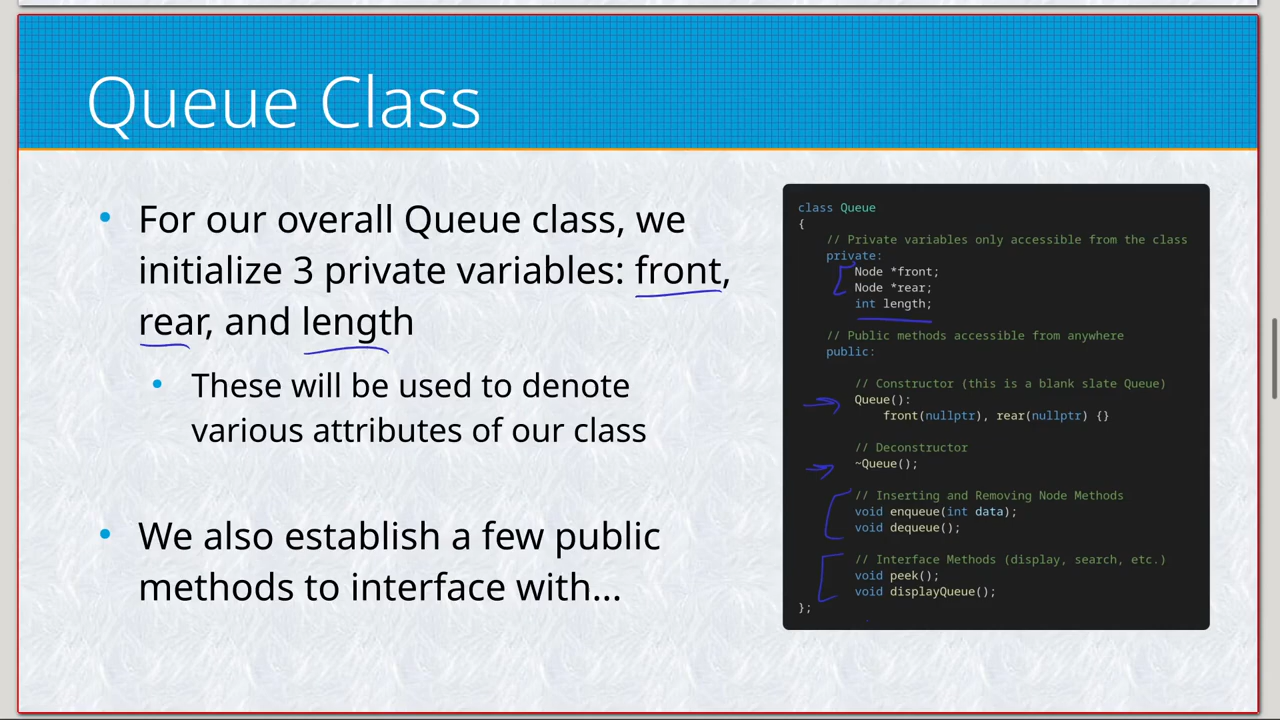 Queue Class
For our overall Queue class, we
initialize 3 private variables: front,
rear, and length
These will be used to denote
various attributes of our class
We also establish a few public
methods to interface with...
class Queue
{
// Private variables only accessible from the class
private:
Node *front;
Node *rear;
int length;
// Public methods accessible from anywhere
public:
// Constructor (this is a blank slate Queue)
Queue():
front(nullptr), rear(nullptr) {}
// Deconstructor
~Queue();
// Inserting and Removing Node Methods
void enqueue(int data);
void dequeue();
// Interface Methods (display, search, etc.)
void peek();
void displayQueue();
};